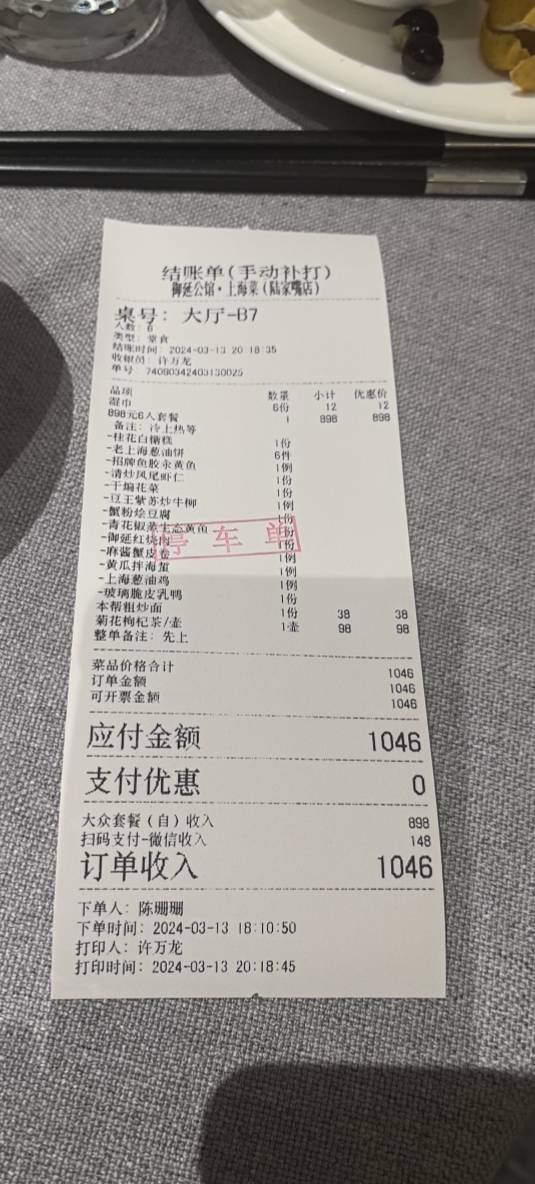 结账单(手动补打)
御延公馆·上海菜(陆家嘴店)
桌号: 大厅-B7
人数: 6
类型: 堂食
结账时间: 2024-03-13 20:18:35
收银员: 许万龙
单号: 74090342403130025
品项 数量 小计 优惠价
湿巾 6份 12 12
898元6人套餐 1 898 898
备注: 冷上热等
-桂花白糖糕 1份
-老上海葱油饼 6件
-招牌鱼胶汆黄鱼 1例
-清炒凤尾虾仁 1份
-干煸花菜 1份
-豆王紫苏炒牛柳 1例
-蟹粉烩豆腐 1份
-青花椒蒸生态黄鱼 1份
-御延红烧肉 1份
-麻酱蟹皮卷 1例
-黄瓜拌海蜇 1例
-上海葱油鸡 1例
-玻璃脆皮乳鸭 1份
本帮粗炒面 1份 38 38
菊花枸杞茶/壶 1壶 98 98
整单备注: 先上
停车单
菜品价格合计 1046
订单金额 1046
可开票金额 1046
应付金额 1046
支付优惠 0
大众套餐(自)收入 898
扫码支付-微信收入 148
订单收入 1046
下单人: 陈珊珊
下单时间: 2024-03-13 18:10:50
打印人: 许万龙
打印时间: 2024-03-13 20:18:45